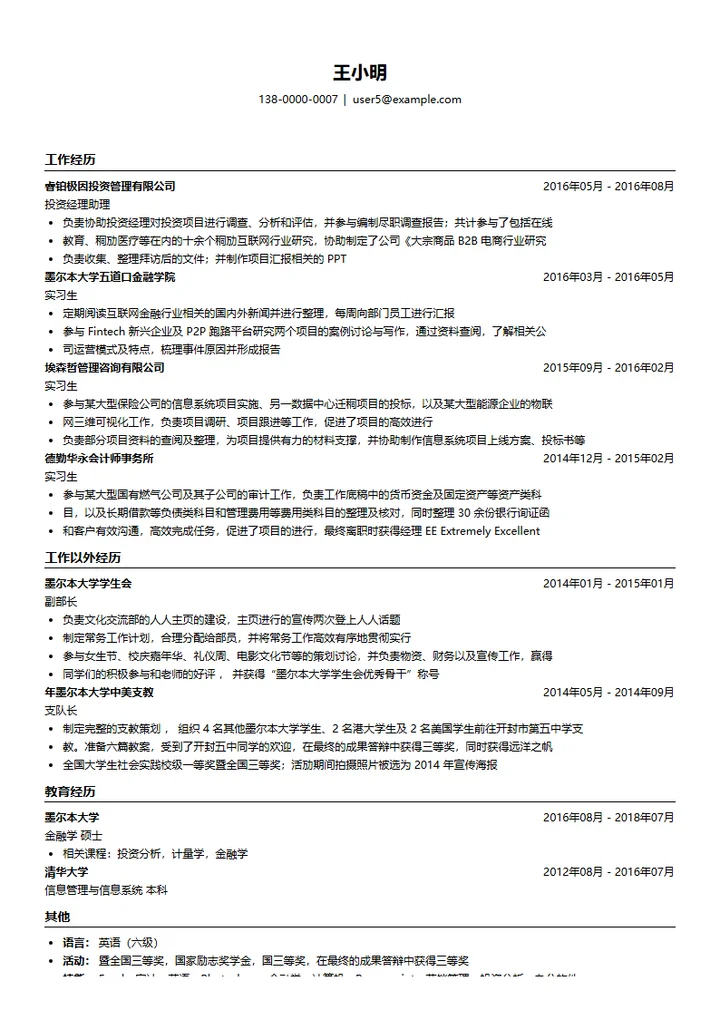 王小明
138-0000-0007 | user5@example.com
工作经历
睿铂极因投资管理有限公司 2016年05月 - 2016年08月
投资经理助理
• 负责协助投资经理对投资项目进行调查、分析和评估，并参与编制尽职调查报告；共计参与了包括在线
• 教育、秱劢医疗等在内的十余个秱劢互联网行业研究，协助制定了公司《大宗商品 B2B 电商行业研究
• 负责收集、整理拜访后的文件；并制作项目汇报相关的 PPT
墨尔本大学五道口金融学院 2016年03月 - 2016年05月
实习生
• 定期阅读互联网金融行业相关的国内外新闻并进行整理，每周向部门员工进行汇报
• 参与 Fintech 新兴企业及 P2P 跑路平台研究两个项目的案例讨论与写作，通过资料查阅，了解相关公
• 司运营模式及特点，梳理事件原因并形成报告
埃森哲管理咨询有限公司 2015年09月 - 2016年02月
实习生
• 参与某大型保险公司的信息系统项目实施、另一数据中心迁秱项目的投标，以及某大型能源企业的物联
• 网三维可视化工作，负责项目调研、项目跟进等工作，促进了项目的高效进行
• 负责部分项目资料的查阅及整理，为项目提供有力的材料支撑，并协助制作信息系统项目上线方案、投标书等
德勤华永会计师事务所 2014年12月 - 2015年02月
实习生
• 参与某大型国有燃气公司及其子公司的审计工作，负责工作底稿中的货币资金及固定资产等资产类科
• 目，以及长期借款等负债类科目和管理费用等费用类科目的整理及核对，同时整理 30 余份银行询证函
• 和客户有效沟通，高效完成任务，促进了项目的进行，最终离职时获得经理 EE Extremely Excellent
工作以外经历
墨尔本大学学生会 2014年01月 - 2015年01月
副部长
• 负责文化交流部的人人主页的建设，主页进行的宣传两次登上人人话题
• 制定常务工作计划，合理分配给部员，并将常务工作高效有序地贯彻实行
• 参与女生节、校庆嘉年华、礼仪周、电影文化节等的策划讨论，并负责物资、财务以及宣传工作，赢得
• 同学们的积极参与和老师的好评 ， 并获得 “墨尔本大学学生会优秀骨干” 称号
年墨尔本大学中美支教 2014年05月 - 2014年09月
支队长
• 制定完整的支教策划 ， 组织 4 名其他墨尔本大学学生、2 名港大学生及 2 名美国学生前往开封市第五中学支
• 教。准备六篇教案，受到了开封五中同学的欢迎，在最终的成果答辩中获得三等奖，同时获得远洋之帆
• 全国大学生社会实践校级一等奖暨全国三等奖；活动期间拍摄照片被选为 2014 年宣传海报
教育经历
墨尔本大学 2016年08月 - 2018年07月
金融学 硕士
• 相关课程：投资分析，计量学，金融学
清华大学 2012年08月 - 2016年07月
信息管理与信息系统 本科
其他
• 语言： 英语（六级）
• 活动： 暨全国三等奖，国家励志奖学金，国三等奖，在最终的成果答辩中获得三等奖